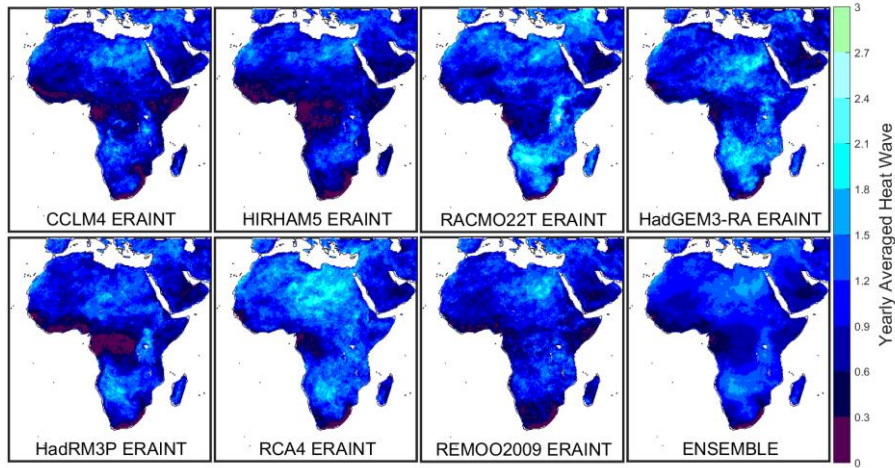 CCLM4 ERAINT
HIRHAM5 ERAINT
RACMO22T ERAINT
HadGEM3-RA ERAINT
HadRM3P ERAINT
RCA4 ERAINT
REMOO2009 ERAINT
ENSEMBLE
3
2.7
2.4
2.1
1.8
1.5
1.2
0.9
0.6
0.3
0
Yearly Averaged Heat Wave